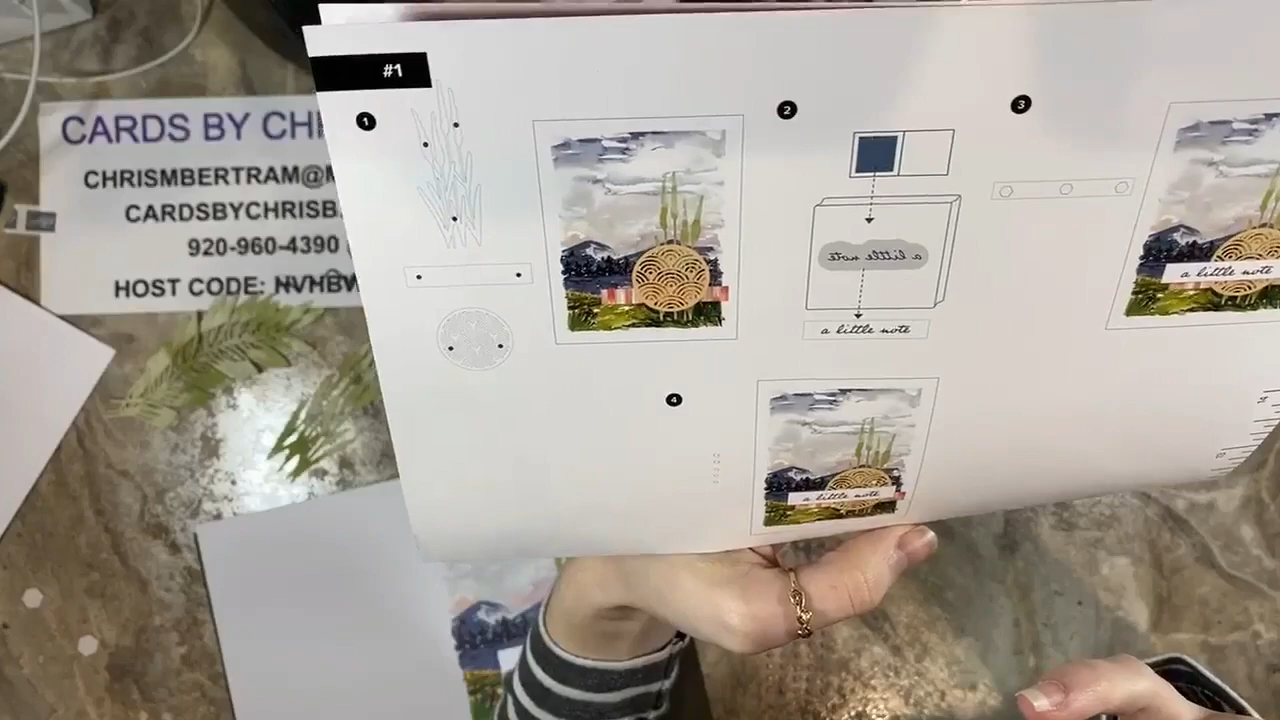 CARDS BY CH
CHRISMBERTRAM@
CARDSBYCHRISB
920-960-4390
HOST CODE: NVHBV
#1
1
2
3
a little note
a little note
a little note
4
a little note